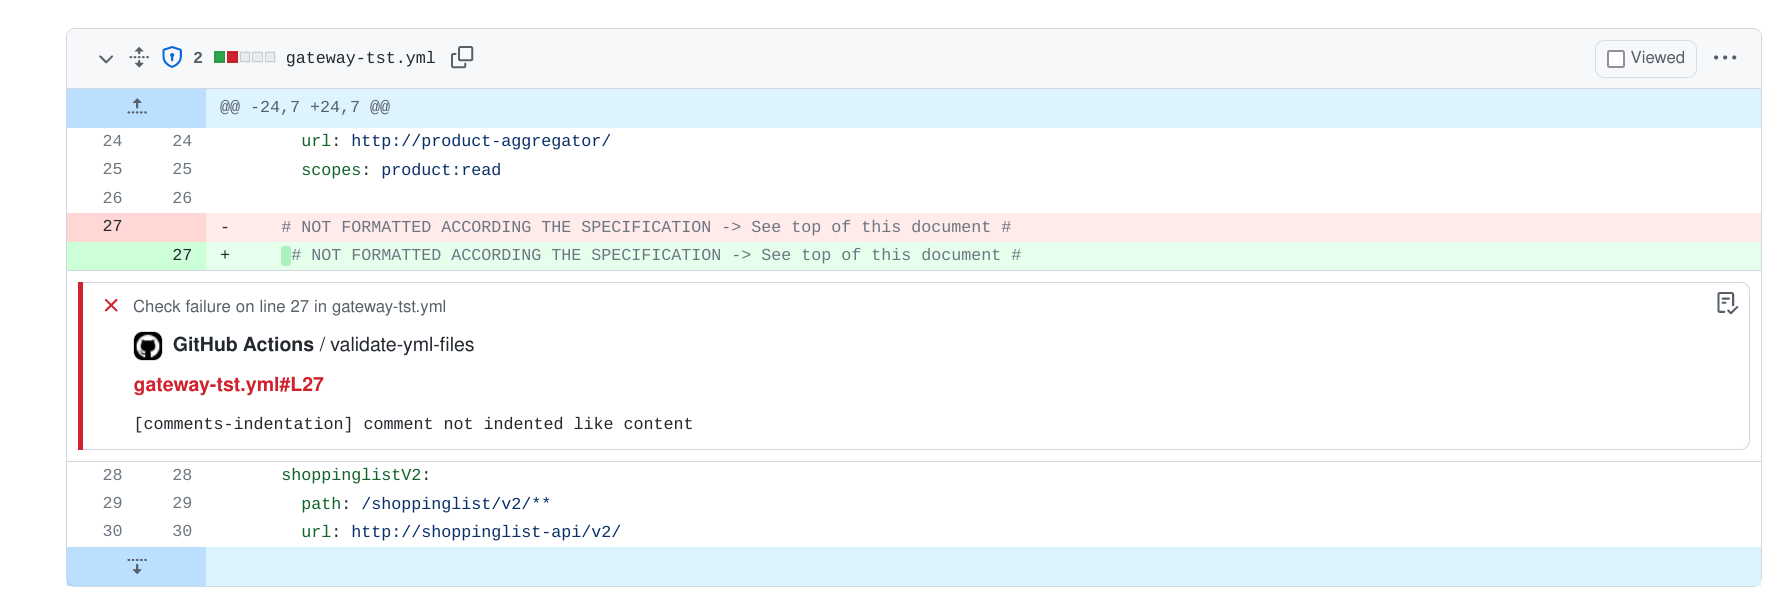 2 gateway-tst.yml Viewed
@@ -24,7 +24,7 @@
24 24 url: http://product-aggregator/
25 25 scopes: product:read
26 26
27 - # NOT FORMATTED ACCORDING THE SPECIFICATION -> See top of this document #
27 + # NOT FORMATTED ACCORDING THE SPECIFICATION -> See top of this document #
Check failure on line 27 in gateway-tst.yml
GitHub Actions / validate-yml-files
gateway-tst.yml#L27
[comments-indentation] comment not indented like content
28 28 shoppinglistV2:
29 29 path: /shoppinglist/v2/**
30 30 url: http://shoppinglist-api/v2/